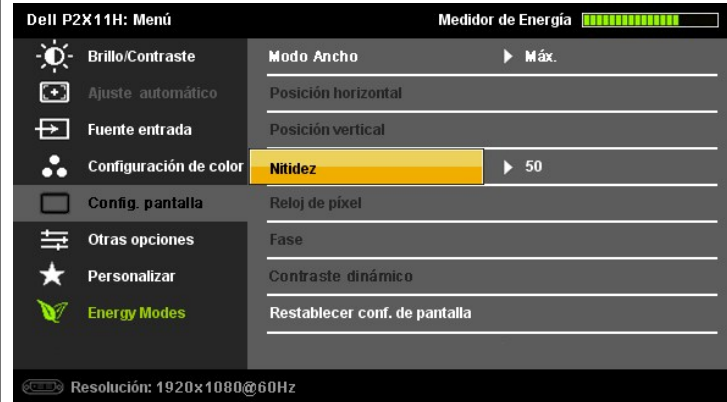 Dell P2X11H: Menú Medidor de Energía
Brillo/Contraste Modo Ancho Máx.
Ajuste automático Posición horizontal
Fuente entrada Posición vertical
Configuración de color Nitidez 50
Config. pantalla Reloj de píxel
Otras opciones Fase
Personalizar Contraste dinámico
Energy Modes Restablecer conf. de pantalla
Resolución: 1920x1080@60Hz